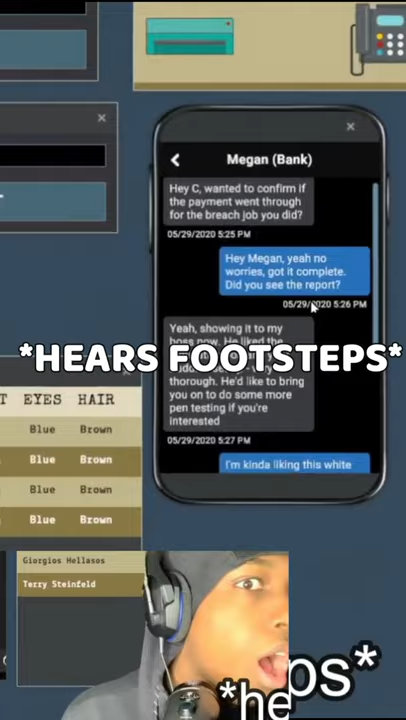 Megan (Bank)
Hey C, wanted to confirm if
the payment went through
for the breach job you did?
05/29/2020 5:25 PM
Hey Megan, yeah no
worries, got it complete.
Did you see the report?
05/29/2020 5:26 PM
Yeah, showing it to my
boss now. He liked the
*HEARS FOOTSTEPS*
thorough. He'd like to bring
you on to do some more
pen testing if you're
interested
05/29/2020 5:27 PM
I'm kinda liking this white
T EYES HAIR
Blue Brown
Blue Brown
Blue Brown
Blue Brown
Giorgios Hellasos
Terry Steinfeld
ps*
*he